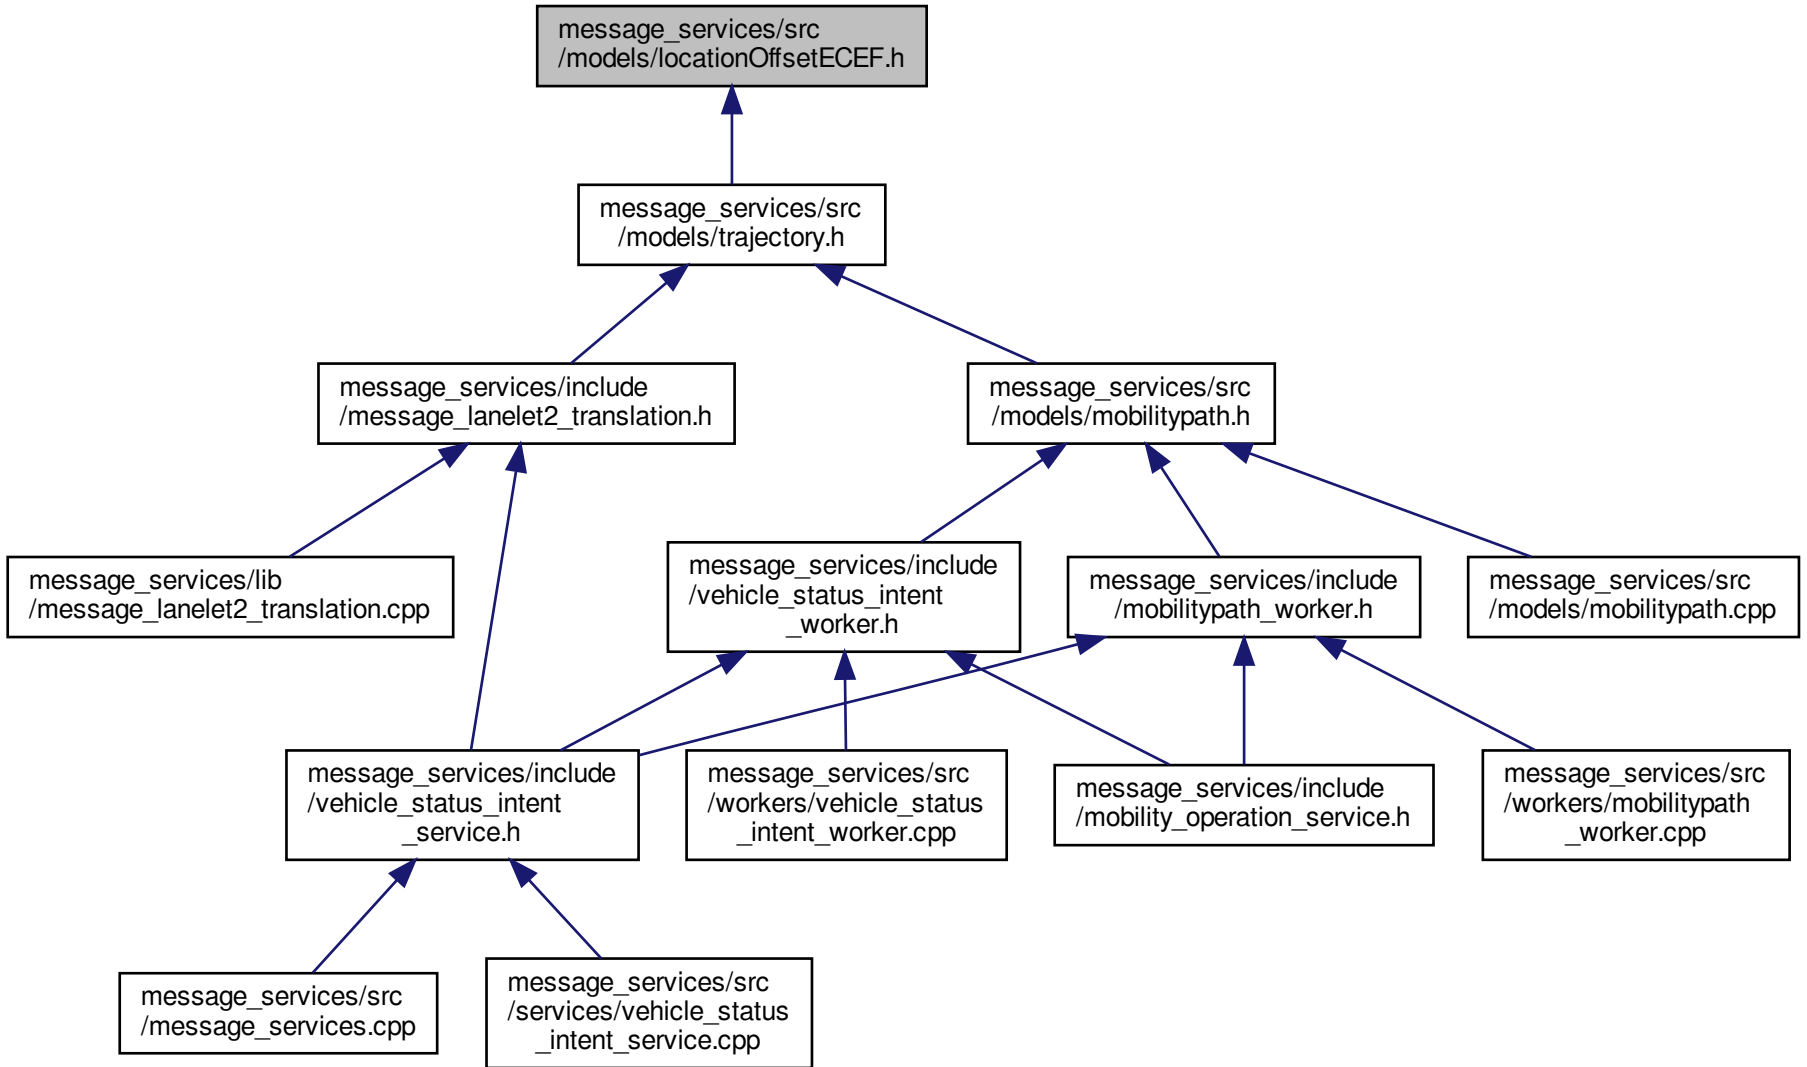 message_services/src
/models/locationOffsetECEF.h
message_services/src
/models/trajectory.h
message_services/include
/message_lanelet2_translation.h
message_services/src
/models/mobilitypath.h
message_services/lib
/message_lanelet2_translation.cpp
message_services/include
/vehicle_status_intent
_worker.h
message_services/include
/mobilitypath_worker.h
message_services/src
/models/mobilitypath.cpp
message_services/include
/vehicle_status_intent
_service.h
message_services/src
/workers/vehicle_status
_intent_worker.cpp
message_services/include
/mobility_operation_service.h
message_services/src
/workers/mobilitypath
_worker.cpp
message_services/src
/message_services.cpp
message_services/src
/services/vehicle_status
_intent_service.cpp